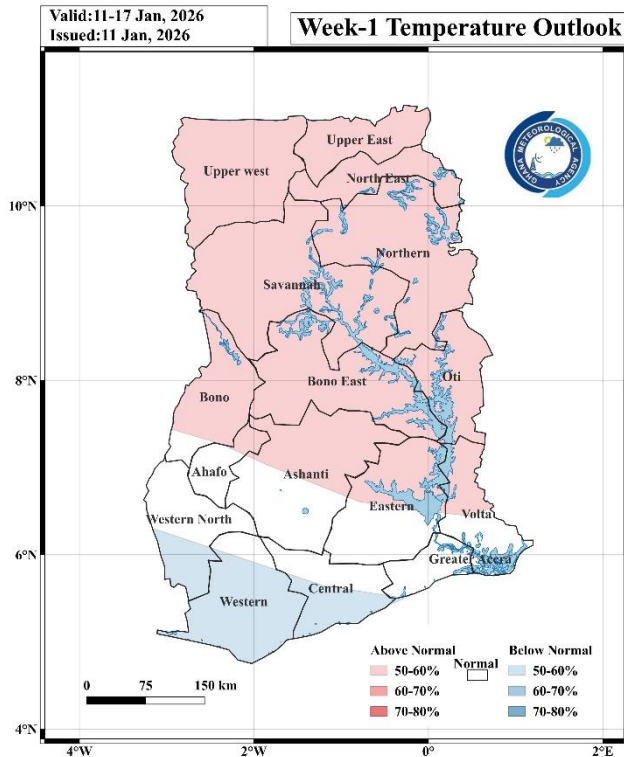 Valid:11-17 Jan, 2026
Issued:11 Jan, 2026
Week-1 Temperature Outlook
GHANA METEOROLOGICAL AGENCY
Upper East
Upper west
North East
10°N
Northern
Savannah
8°N
Bono East
Oti
Bono
Ahafo
Ashanti
Eastern
Volta
Western North
6°N
Greater Accra
Central
Western
Above Normal
Normal
Below Normal
50-60%
50-60%
60-70%
60-70%
70-80%
70-80%
0
75
150 km
4°N
4°W
2°W
0°
2°E